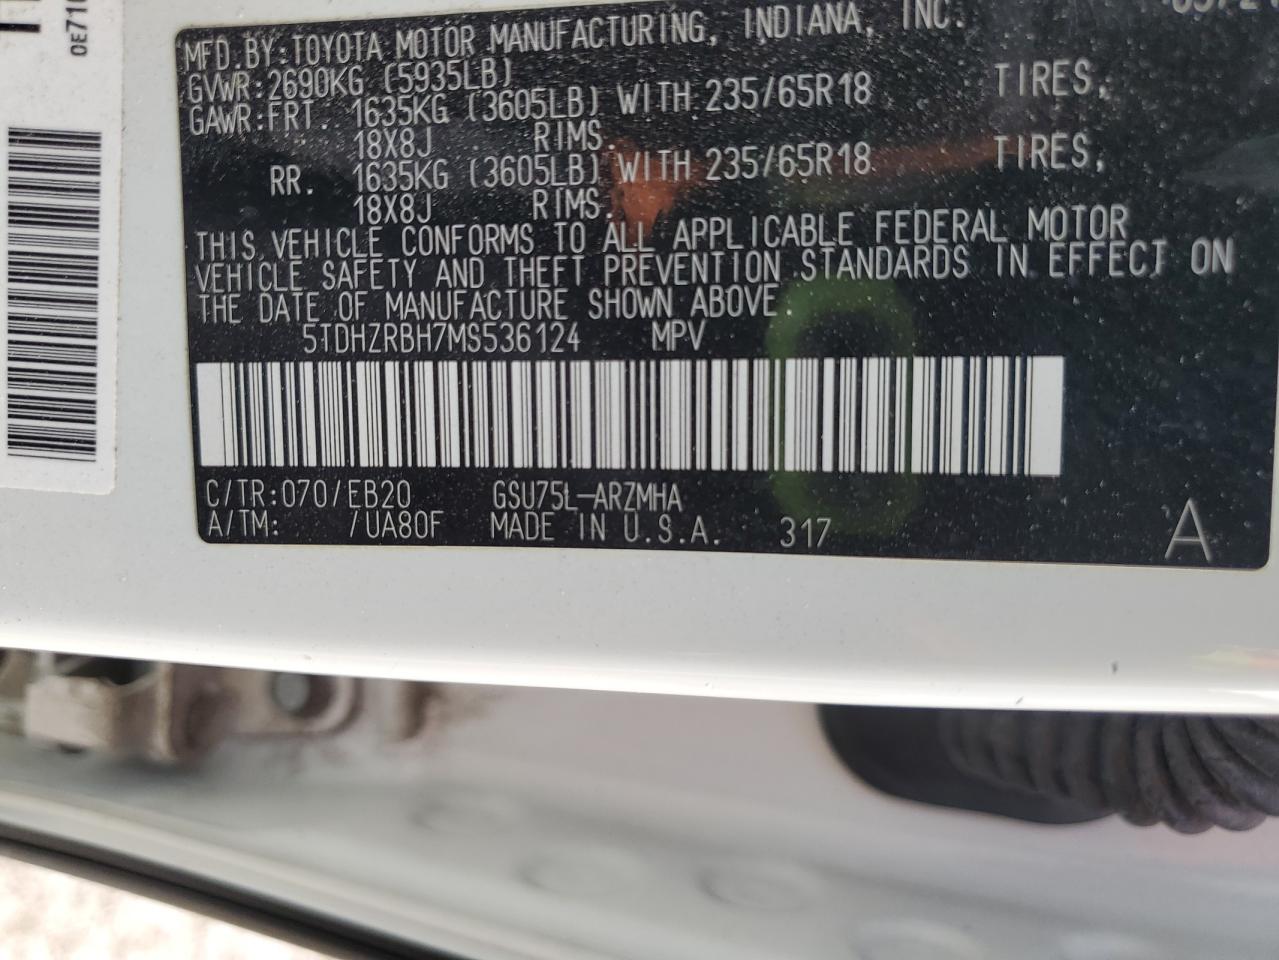 MFD.BY:TOYOTA MOTOR MANUFACTURING, INDIANA, INC.
GVWR:2690KG (5935LB)
GAWR:FRT. 1635KG (3605LB) WITH 235/65R18 TIRES,
18X8J RIMS.
RR. 1635KG (3605LB) WITH 235/65R18 TIRES,
18X8J RIMS.
THIS VEHICLE CONFORMS TO ALL APPLICABLE FEDERAL MOTOR
VEHICLE SAFETY AND THEFT PREVENTION STANDARDS IN EFFECT ON
THE DATE OF MANUFACTURE SHOWN ABOVE.
5TDHZRBH7MS536124 MPV
C/TR:070/EB20 GSU75L-ARZMHA
A/TM: /UA80F MADE IN U.S.A. 317
A